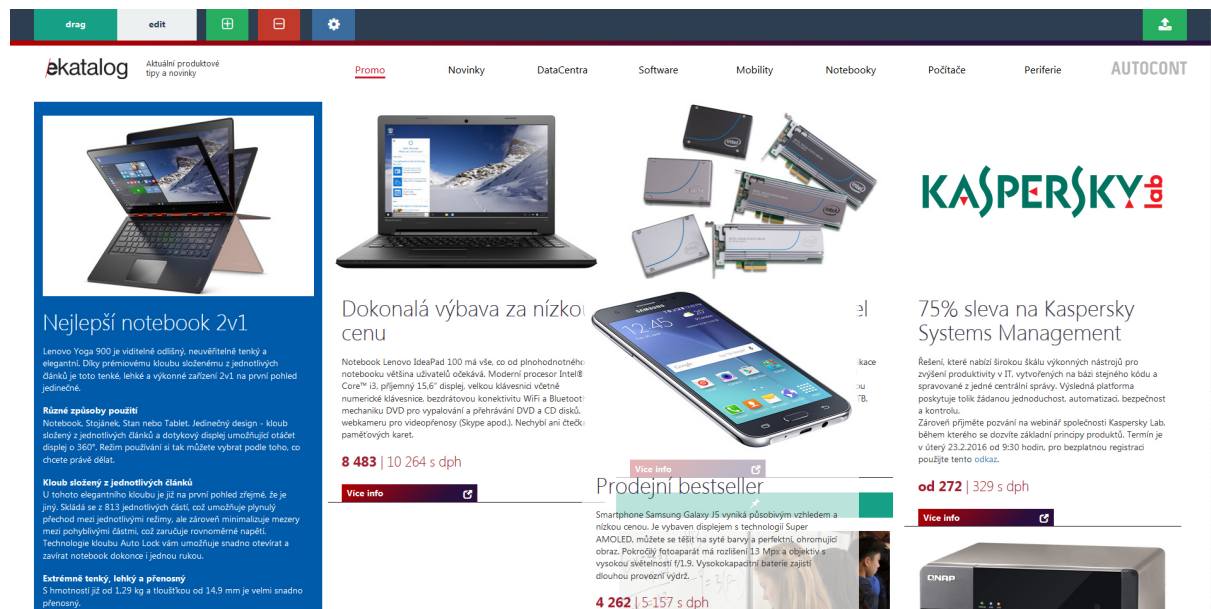 drag
edit
ekatalog
Aktuální produktové
tipy a novinky
Promo
Novinky
DataCentra
Software
Mobility
Notebooky
Počítače
Periferie
AUTOCONT
Nejlepší notebook 2v1
Lenovo Yoga 900 je viditelně odlišný, neuvěřitelně tenký a
elegantní. Díky prémiovému kloubu složenému z jednotlivých
článků je toto tenké, lehké a výkonné zařízení 2v1 na první pohled
jedinečné.
Různé způsoby použití
Notebook, Stojánek, Stan nebo Tablet. Jedinečný design - kloub
složený z jednotlivých článků a dotykový displej umožňující otáčet
displej o 360°. Režim používání si tak můžete vybrat podle toho, co
chcete právě dělat.
Kloub složený z jednotlivých článků
U tohoto elegantního kloubu je již na první pohled zřejmé, že je
jiný. Skládá se z 813 jednotlivých částí, což umožňuje plynulý
přechod mezi jednotlivými režimy, ale zároveň minimalizuje mezery
mezi pohyblivými částmi, což zaručuje rovnoměrné napětí.
Technologie kloubu Auto Lock vám umožňuje snadno otevírat a
zavírat notebook dokonce i jednou rukou.
Extrémně tenký, lehký a přenosný
S hmotností již od 1,29 kg a tloušťkou od 14,9 mm je velmi snadno
přenosný.
Dokonalá výbava za nízkou
cenu
Notebook Lenovo IdeaPad 100 má vše, co od plnohodnotného
notebooku většina uživatelů očekává. Moderní procesor Intel®
Core™ i3, příjemný 15,6" displej, velkou klávesnici včetně
numerické klávesnice, bezdrátovou konektivitu WiFi a Bluetooth
mechaniku DVD pro vypalování a přehrávání DVD a CD disků,
webkameru pro videopřenosy (Skype apod.). Nechybí ani čtečk
paměťových karet.
8 483 | 10 264 s dph
Více info
intel
intel
intel
SAMSUNG
12:45
20°
Google
el
kace
ou
TB.
Více info
Prodejní bestseller
Smartphone Samsung Galaxy J5 vyniká působivým vzhledem a
nízkou cenou. Je vybaven displejem s technologií Super
AMOLED, můžete se těšit na syté barvy a perfektní, ohromující
obraz. Pokročilý fotoaparát má rozlišení 13 Mpx a objektiv s
vysokou světelností f/1.9. Vysokokapacitní baterie zajistí
dlouhou provozní výdrž.
4 262 | 5 157 s dph
KASPERSKY lab
75% sleva na Kaspersky
Systems Management
Řešení, které nabízí širokou škálu výkonných nástrojů pro
zvýšení produktivity v IT, vytvořených na bázi stejného kódu a
spravované z jedné centrální správy. Výsledná platforma
poskytuje tolik žádanou jednoduchost, automatizaci, bezpečnost
a kontrolu.
Zároveň přijměte pozvání na webinář společnosti Kaspersky Lab,
během kterého se dozvíte základní principy produktů. Termín je
v úterý 23.2.2016 od 9:30 hodin, pro bezplatnou registraci
použijte tento odkaz.
od 272 | 329 s dph
Více info
QNAP